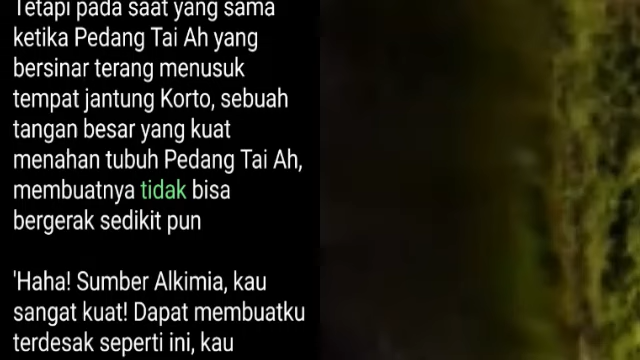 Tetapi pada saat yang sama
ketika Pedang Tai Ah yang
bersinar terang menusuk
tempat jantung Korto, sebuah
tangan besar yang kuat
menahan tubuh Pedang Tai Ah,
membuatnya tidak bisa
bergerak sedikit pun
'Haha! Sumber Alkimia, kau
sangat kuat! Dapat membuatku
terdesak seperti ini, kau